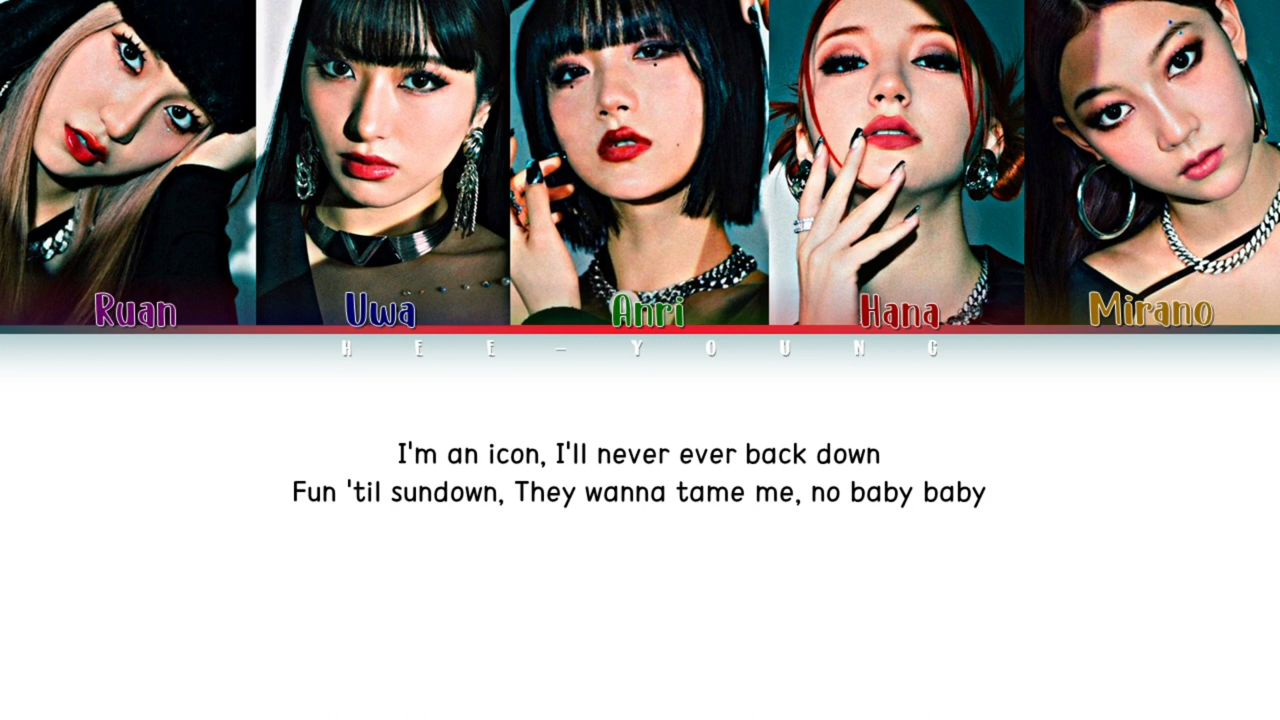 Ruan Uwa Anri Hana Mirano
HEE-YOUNG
I'm an icon, I'll never ever back down
Fun 'til sundown, They wanna tame me, no baby baby